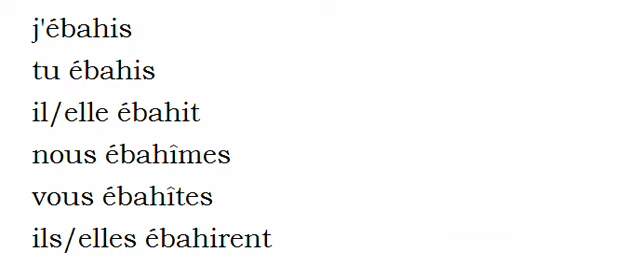 j'ébahis
tu ébahis
il/elle ébahit
nous ébahîmes
vous ébahîtes
ils/elles ébahirent